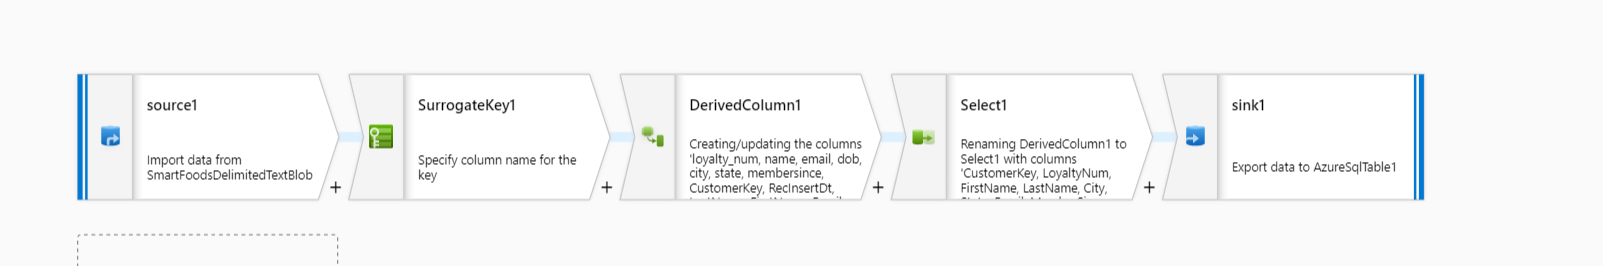 source1
Import data from
SmartFoodsDelimitedTextBlob
+
SurrogateKey1
Specify column name for the
key
+
DerivedColumn1
Creating/updating the columns
'loyalty_num, name, email, dob,
city, state, membersince,
CustomerKey, RecInsertDt,
+
Select1
Renaming DerivedColumn1 to
Select1 with columns
'CustomerKey, LoyaltyNum,
FirstName, LastName, City,
+
sink1
Export data to AzureSqlTable1